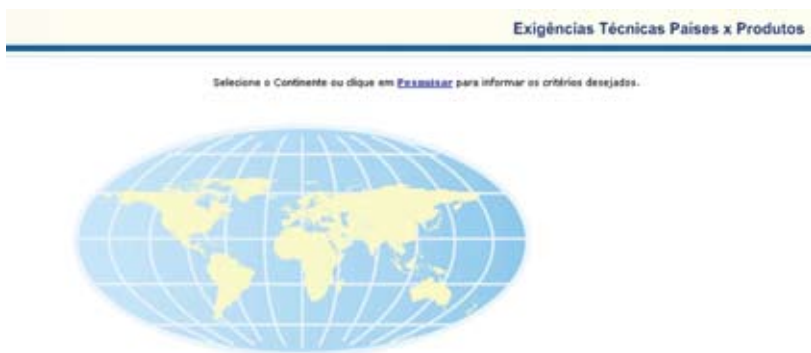 Exigências Técnicas Países x Produtos
Selecione o Continente ou clique em Pesquisar para informar os critérios desejados.